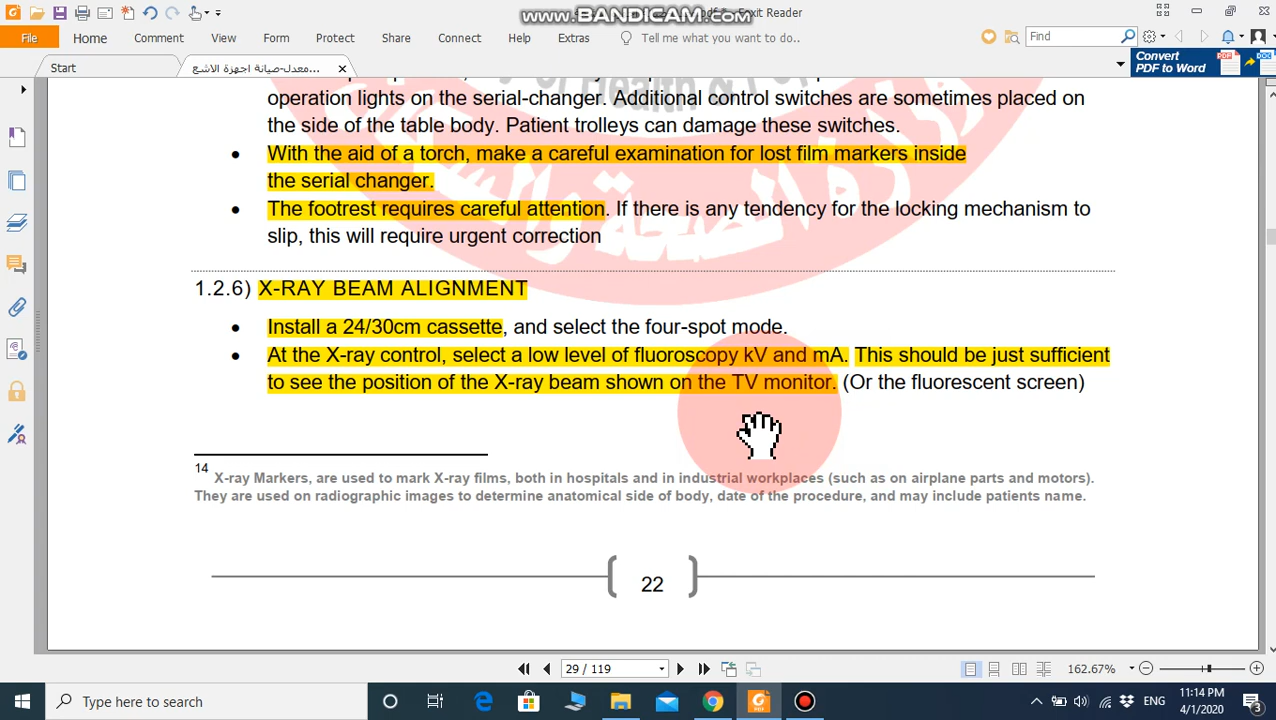 www.BANDICAM.com
pdf - Foxit Reader
File Home Comment View Form Protect Share Connect Help Extras Tell me what you want to do.. Find
Start
معدل-صيانة اجهزة الاشع...
Convert
PDF to Word
Health &
operation lights on the serial-changer. Additional control switches are sometimes placed on
the side of the table body. Patient trolleys can damage these switches.
• With the aid of a torch, make a careful examination for lost film markers inside
the serial changer.
• The footrest requires careful attention. If there is any tendency for the locking mechanism to
slip, this will require urgent correction
1.2.6) X-RAY BEAM ALIGNMENT
• Install a 24/30cm cassette, and select the four-spot mode.
• At the X-ray control, select a low level of fluoroscopy kV and mA. This should be just sufficient
to see the position of the X-ray beam shown on the TV monitor. (Or the fluorescent screen)
14 X-ray Markers, are used to mark X-ray films, both in hospitals and in industrial workplaces (such as on airplane parts and motors).
They are used on radiographic images to determine anatomical side of body, date of the procedure, and may include patients name.
22
29 / 119
162.67%
Type here to search
ENG
11:14 PM
4/1/2020
3